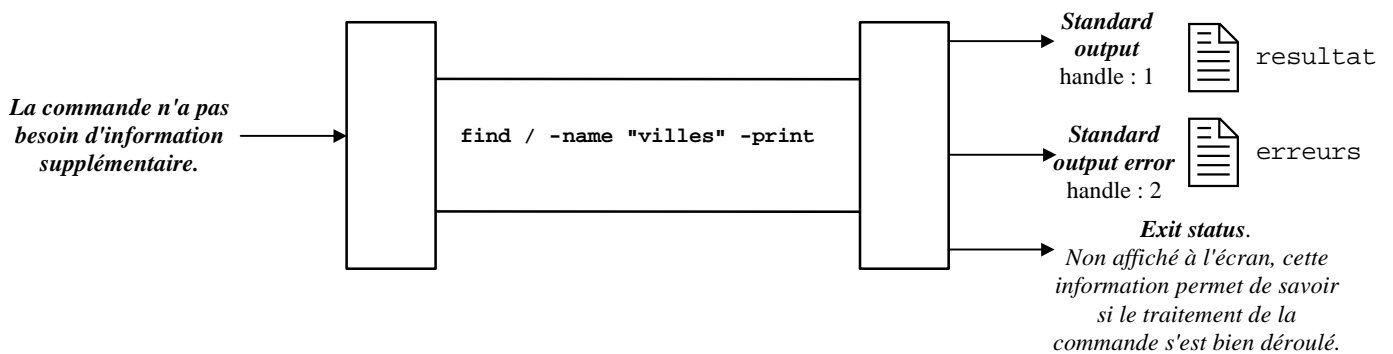 La commande n'a pas
besoin d'information
supplémentaire.
find / -name "villes" -print
Standard
output
handle : 1
resultat
Standard
output error
handle : 2
erreurs
Exit status.
Non affiché à l'écran, cette
information permet de savoir
si le traitement de la
commande s'est bien déroulé.